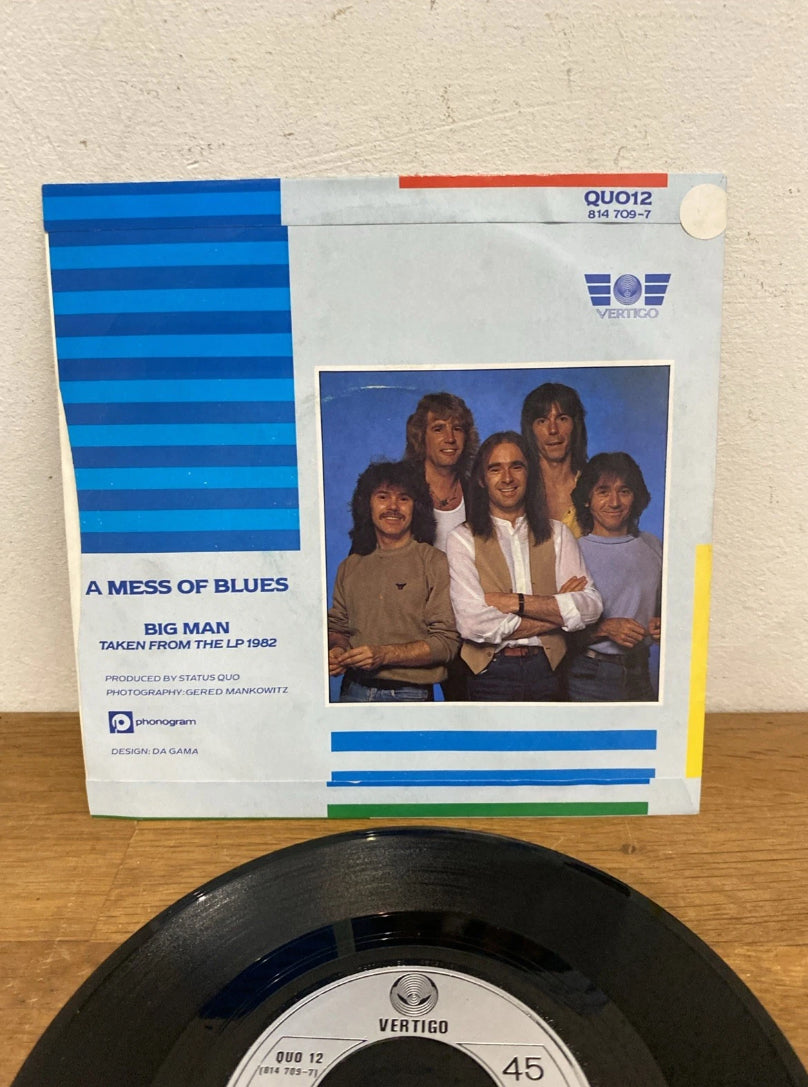 QUO12
814 709-7
VERTIGO
A MESS OF BLUES
BIG MAN
TAKEN FROM THE LP 1982
PRODUCED BY STATUS QUO
PHOTOGRAPHY: GERED MANKOWITZ
phonogram
DESIGN: DA GAMA
VERTIGO
QUO 12
(814 709-7)
45